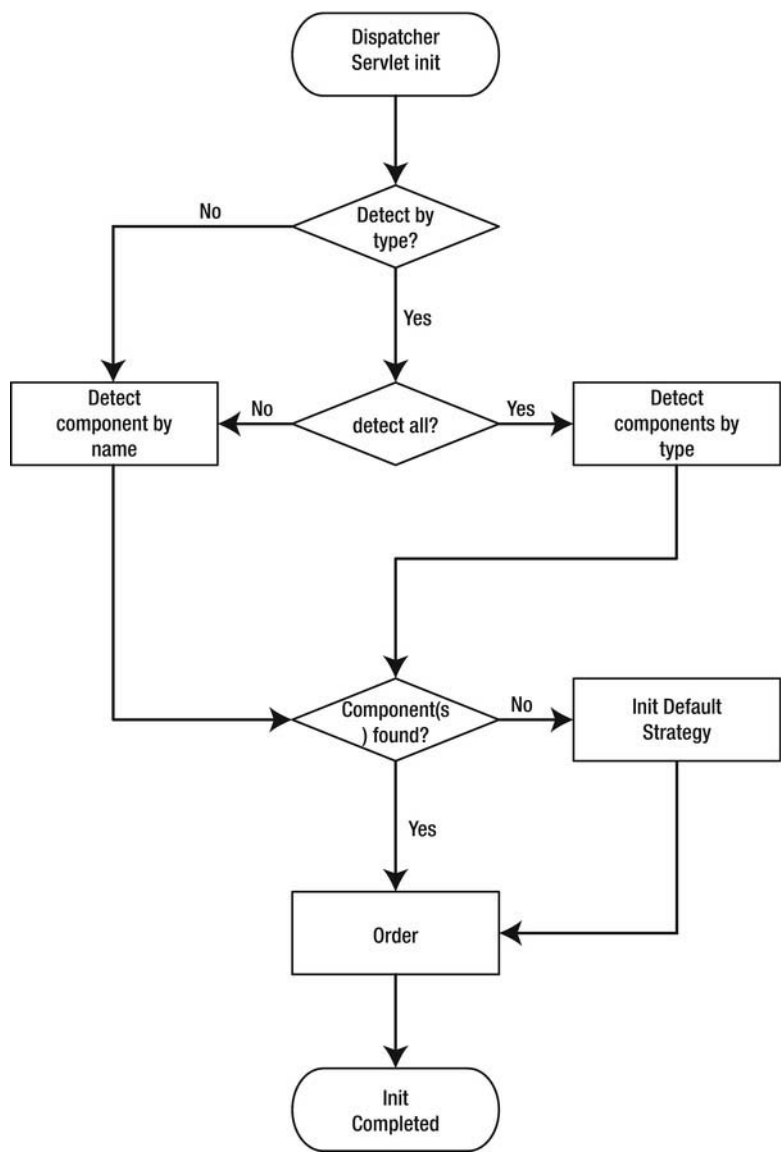 Dispatcher
Servlet init
No
Detect by
type?
Yes
Detect
component by
name
No
detect all?
Yes
Detect
components by
type
Component(s
) found?
No
Init Default
Strategy
Yes
Order
Init
Completed